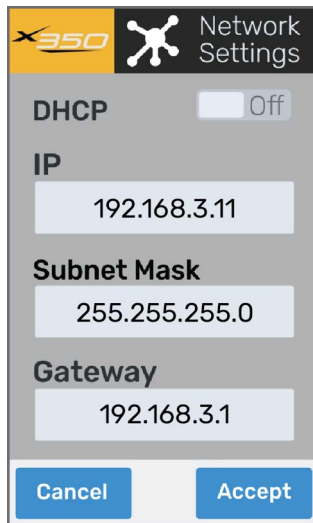 X350
Network
Settings
DHCP
Off
IP
192.168.3.11
Subnet Mask
255.255.255.0
Gateway
192.168.3.1
Cancel
Accept